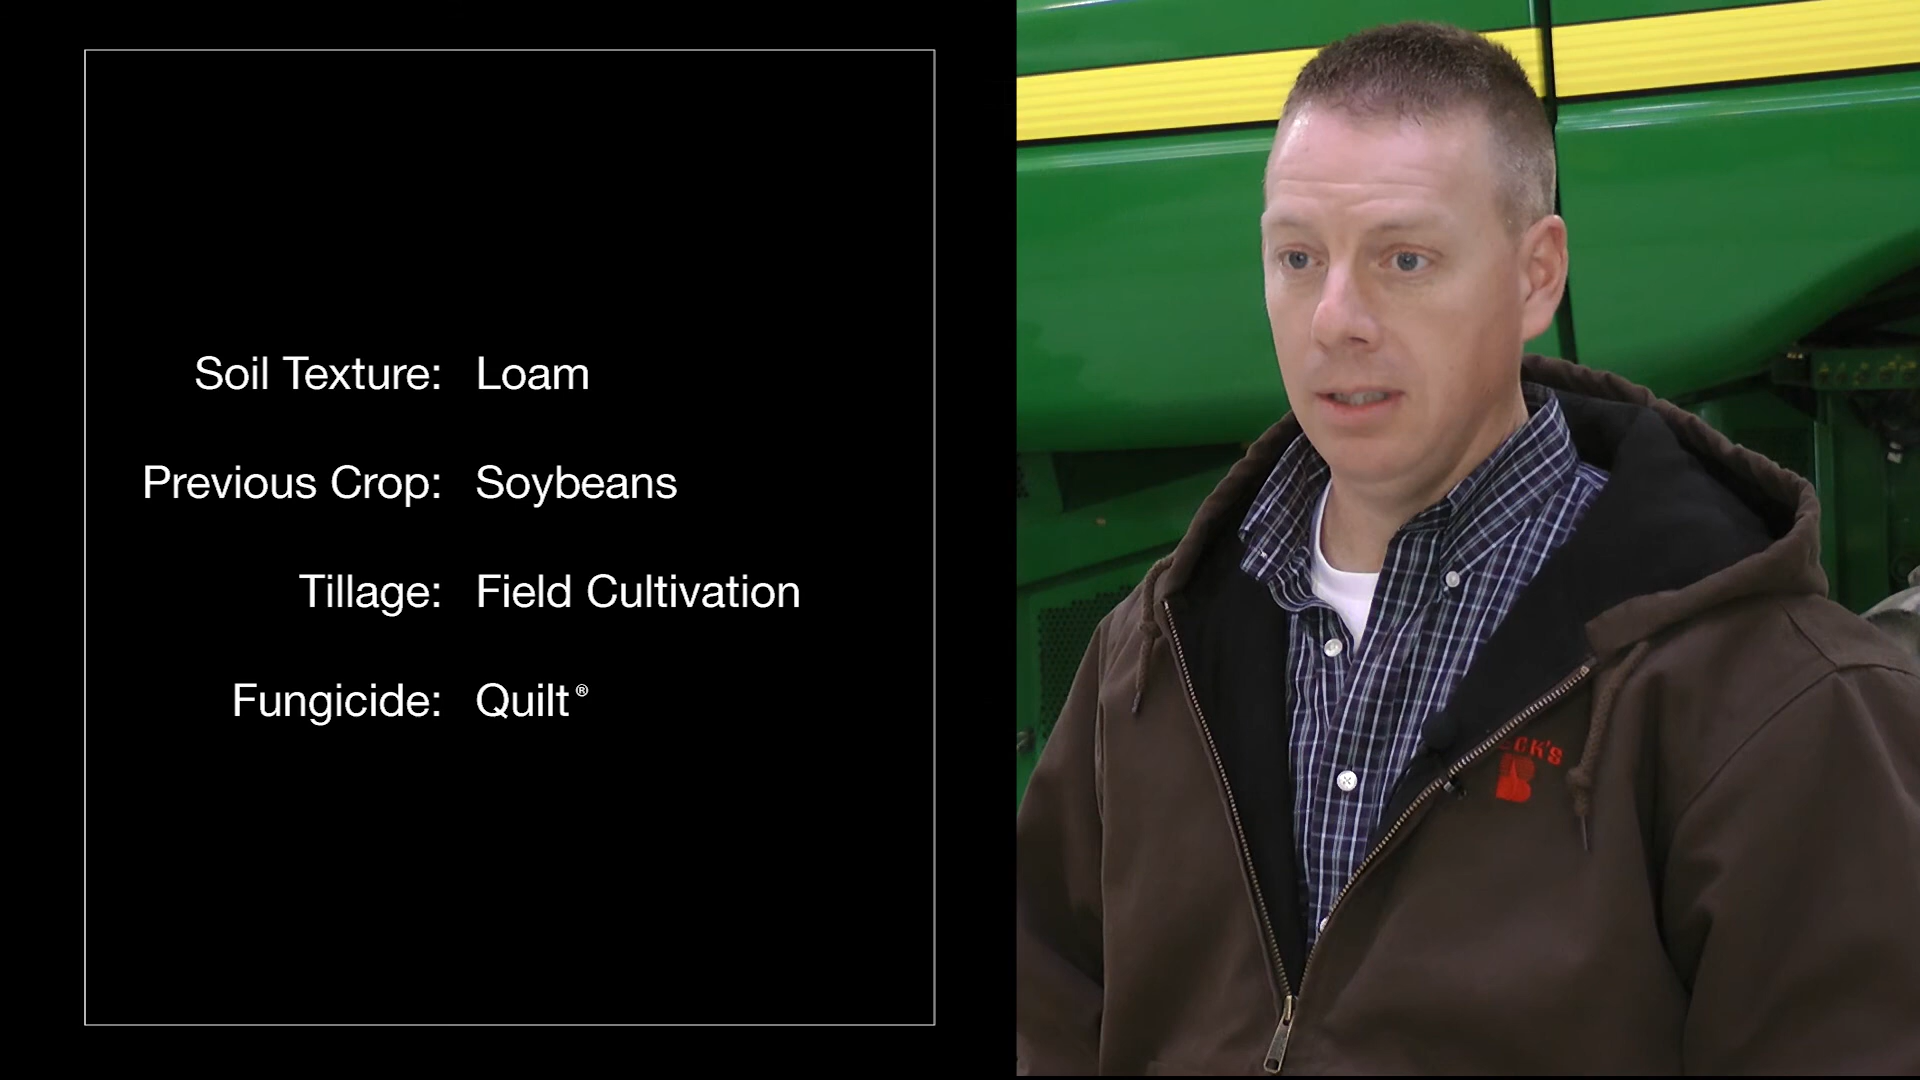 Soil Texture: Loam
Previous Crop: Soybeans
Tillage: Field Cultivation
Fungicide: Quilt®